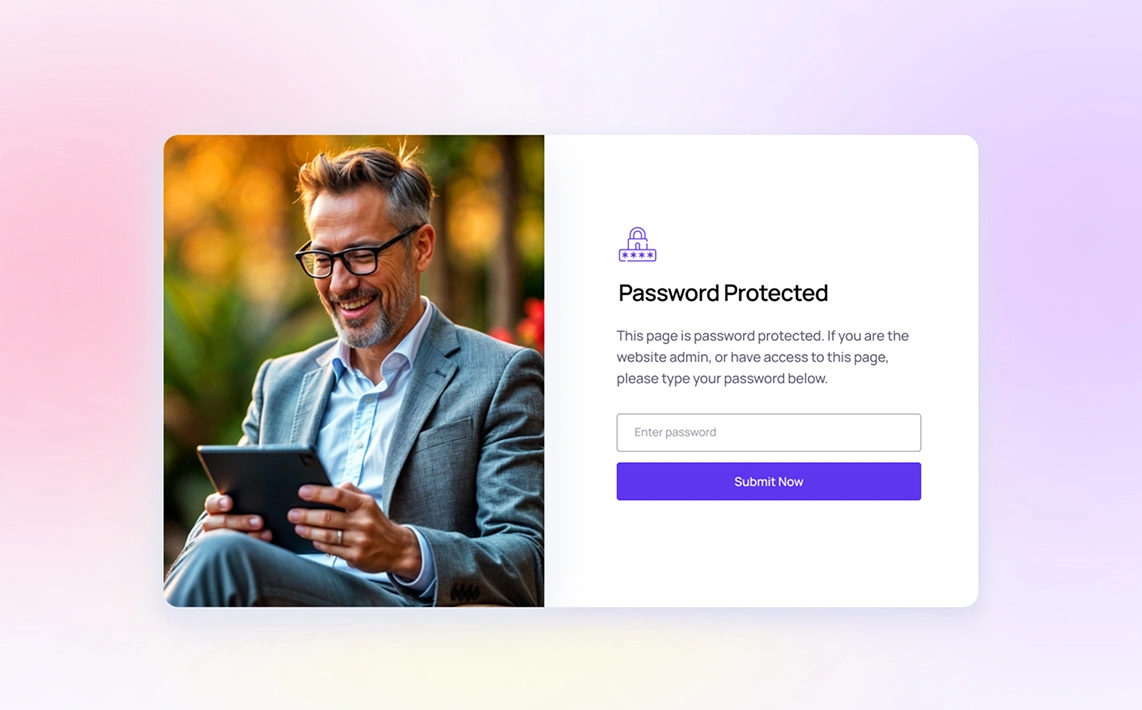 ****
Password Protected
This page is password protected. If you are the
website admin, or have access to this page,
please type your password below.
Enter password
Submit Now